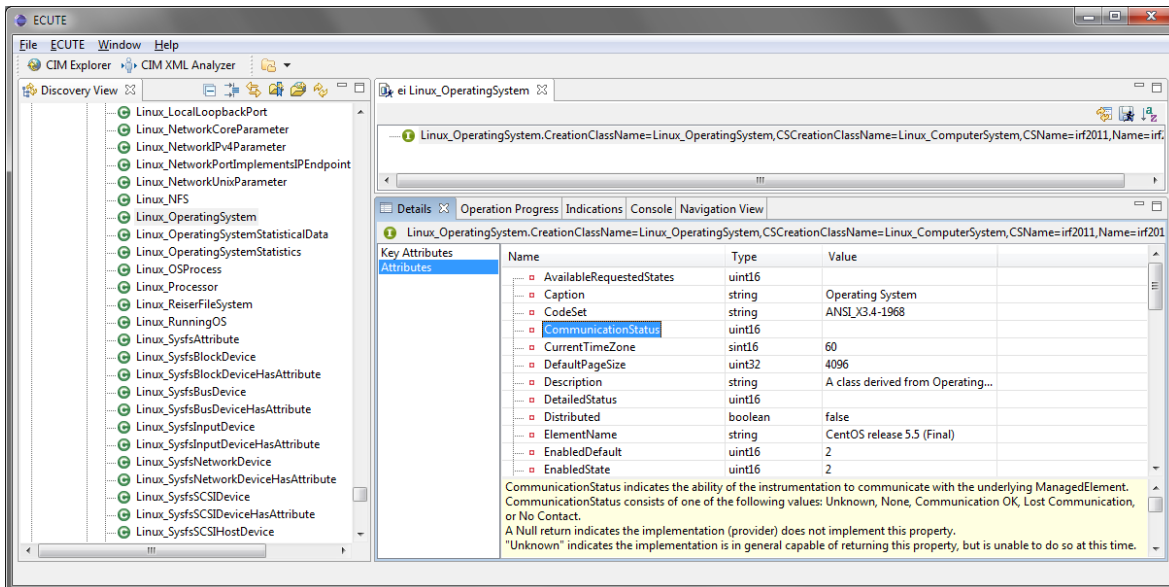 ECUTE
File ECUTE Window Help
CIM Explorer CIM XML Analyzer
Discovery View
Linux_LocalLoopbackPort
Linux_NetworkCoreParameter
Linux_NetworkIPv4Parameter
Linux_NetworkPortImplementsIPEndpoint
Linux_NetworkUnixParameter
Linux_NFS
Linux_OperatingSystem
Linux_OperatingSystemStatisticalData
Linux_OperatingSystemStatistics
Linux_OSProcess
Linux_Processor
Linux_ReiserFileSystem
Linux_RunningOS
Linux_SysfsAttribute
Linux_SysfsBlockDevice
Linux_SysfsBlockDeviceHasAttribute
Linux_SysfsBusDevice
Linux_SysfsBusDeviceHasAttribute
Linux_SysfsInputDevice
Linux_SysfsInputDeviceHasAttribute
Linux_SysfsNetworkDevice
Linux_SysfsNetworkDeviceHasAttribute
Linux_SysfsSCSIDevice
Linux_SysfsSCSIDeviceHasAttribute
Linux_SysfsSCSIHostDevice
ei Linux_OperatingSystem
Linux_OperatingSystem.CreationClassName=Linux_OperatingSystem,CSCreationClassName=Linux_ComputerSystem,CSName=irf2011,Name=irf.
Details Operation Progress Indications Console Navigation View
Linux_OperatingSystem.CreationClassName=Linux_OperatingSystem,CSCreationClassName=Linux_ComputerSystem,CSName=irf2011,Name=irf201
Key Attributes
Attributes
Name Type Value
AvailableRequestedStates uint16
Caption string Operating System
CodeSet string ANSI_X3.4-1968
CommunicationStatus uint16
CurrentTimeZone sint16 60
DefaultPageSize uint32 4096
Description string A class derived from Operating...
DetailedStatus uint16
Distributed boolean false
ElementName string CentOS release 5.5 (Final)
EnabledDefault uint16 2
EnabledState uint16 2
CommunicationStatus indicates the ability of the instrumentation to communicate with the underlying ManagedElement.
CommunicationStatus consists of one of the following values: Unknown, None, Communication OK, Lost Communication,
or No Contact.
A Null return indicates the implementation (provider) does not implement this property.
"Unknown" indicates the implementation is in general capable of returning this property, but is unable to do so at this time.